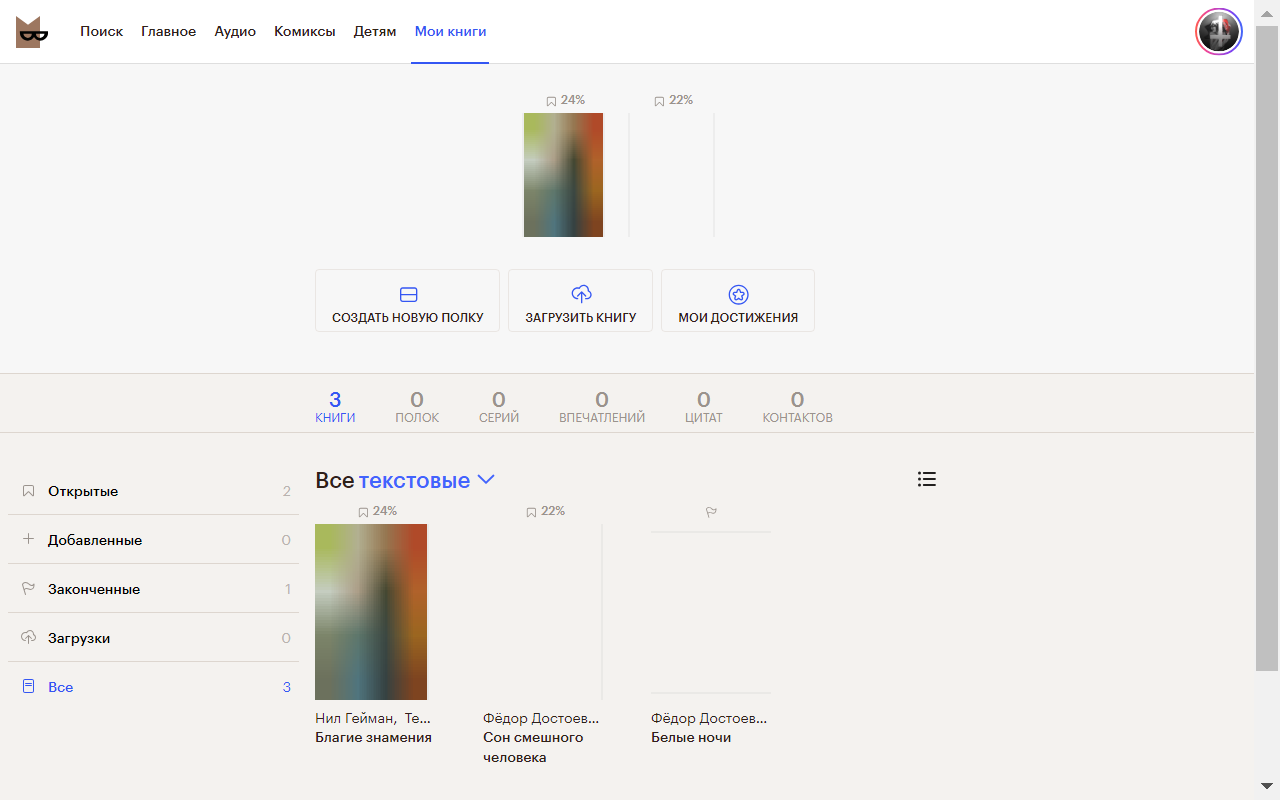 Поиск Главное Аудио Комиксы Детям Мои книги
24% 22%
СОЗДАТЬ НОВУЮ ПОЛКУ ЗАГРУЗИТЬ КНИГУ МОИ ДОСТИЖЕНИЯ
3 0 0 0 0 0
КНИГИ ПОЛОК СЕРИЙ ВПЕЧАТЛЕНИЙ ЦИТАТ КОНТАКТОВ
Открытые 2
Добавленные 0
Законченные 1
Загрузки 0
Все 3
Все текстовые
24% 22%
Нил Гейман, Те...
Благие знамения
Фёдор Достоев...
Сон смешного
человека
Фёдор Достоев...
Белые ночи